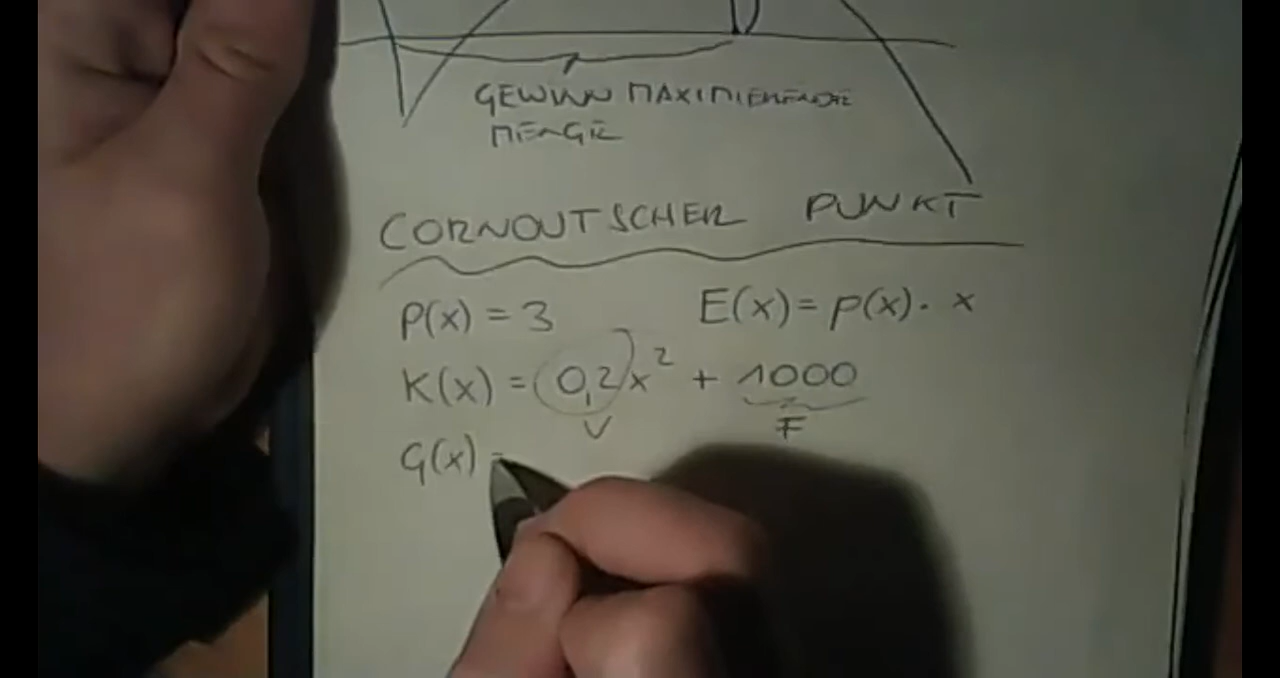 GEWINN MAXIMIERENDE
MENGE
CORNOUTSCHER PUNKT
P(x) = 3 E(x) = p(x) · x
K(x) = 0,2x² + 1000
V F
G(x) =